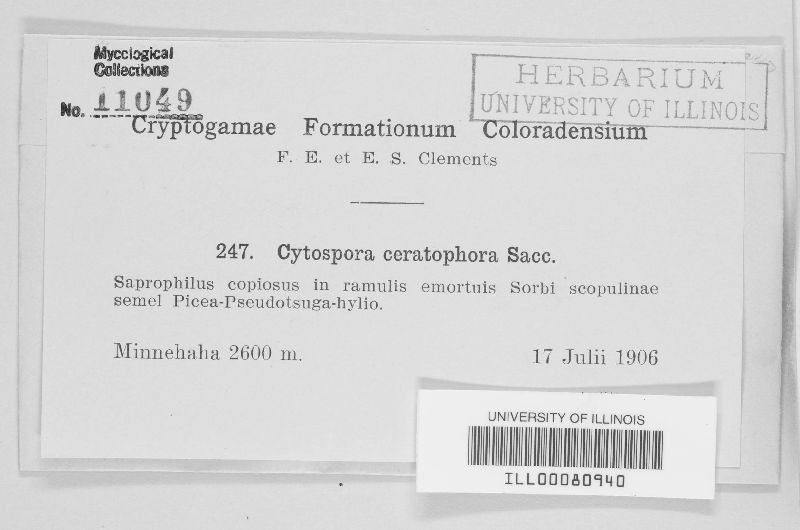 Mycological
Collections
No. 11049
HERBARIUM
UNIVERSITY OF ILLINOIS
Cryptogamae Formationum Coloradensium
F. E. et E. S. Clements
247. Cytospora ceratophora Sacc.
Saprophilus copiosus in ramulis emortuis Sorbi scopulinae
semel Picea-Pseudotsuga-hylio.
Minnehaha 2600 m.
17 Julii 1906
UNIVERSITY OF ILLINOIS
ILL00080940